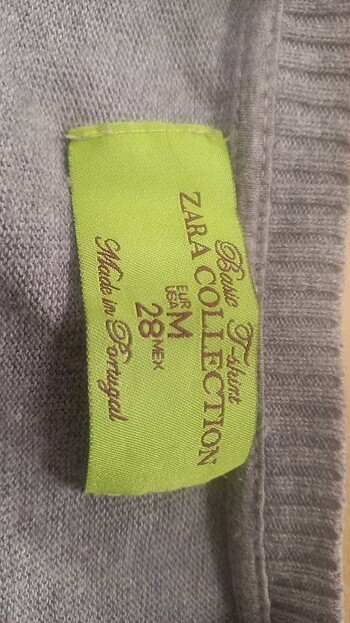 Basic T-shirt
ZARA COLLECTION
EUR
USA M
28 MEX
Made in Portugal